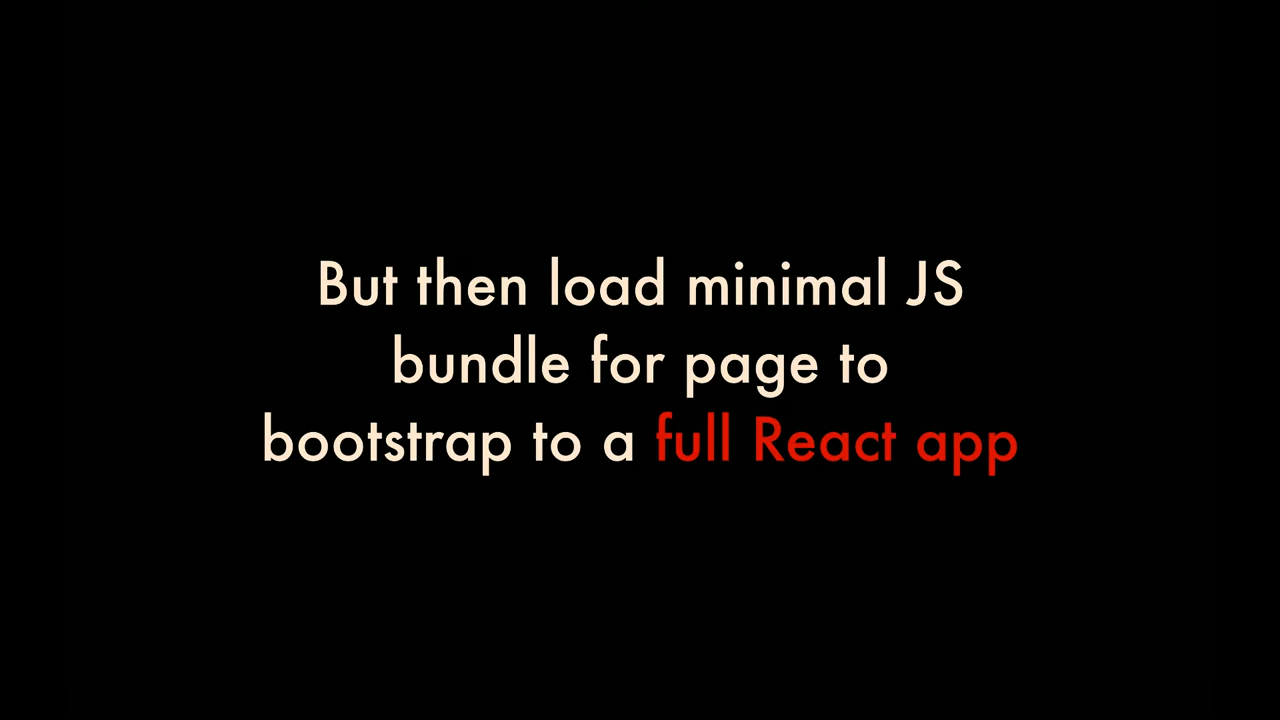 But then load minimal JS
bundle for page to
bootstrap to a full React app